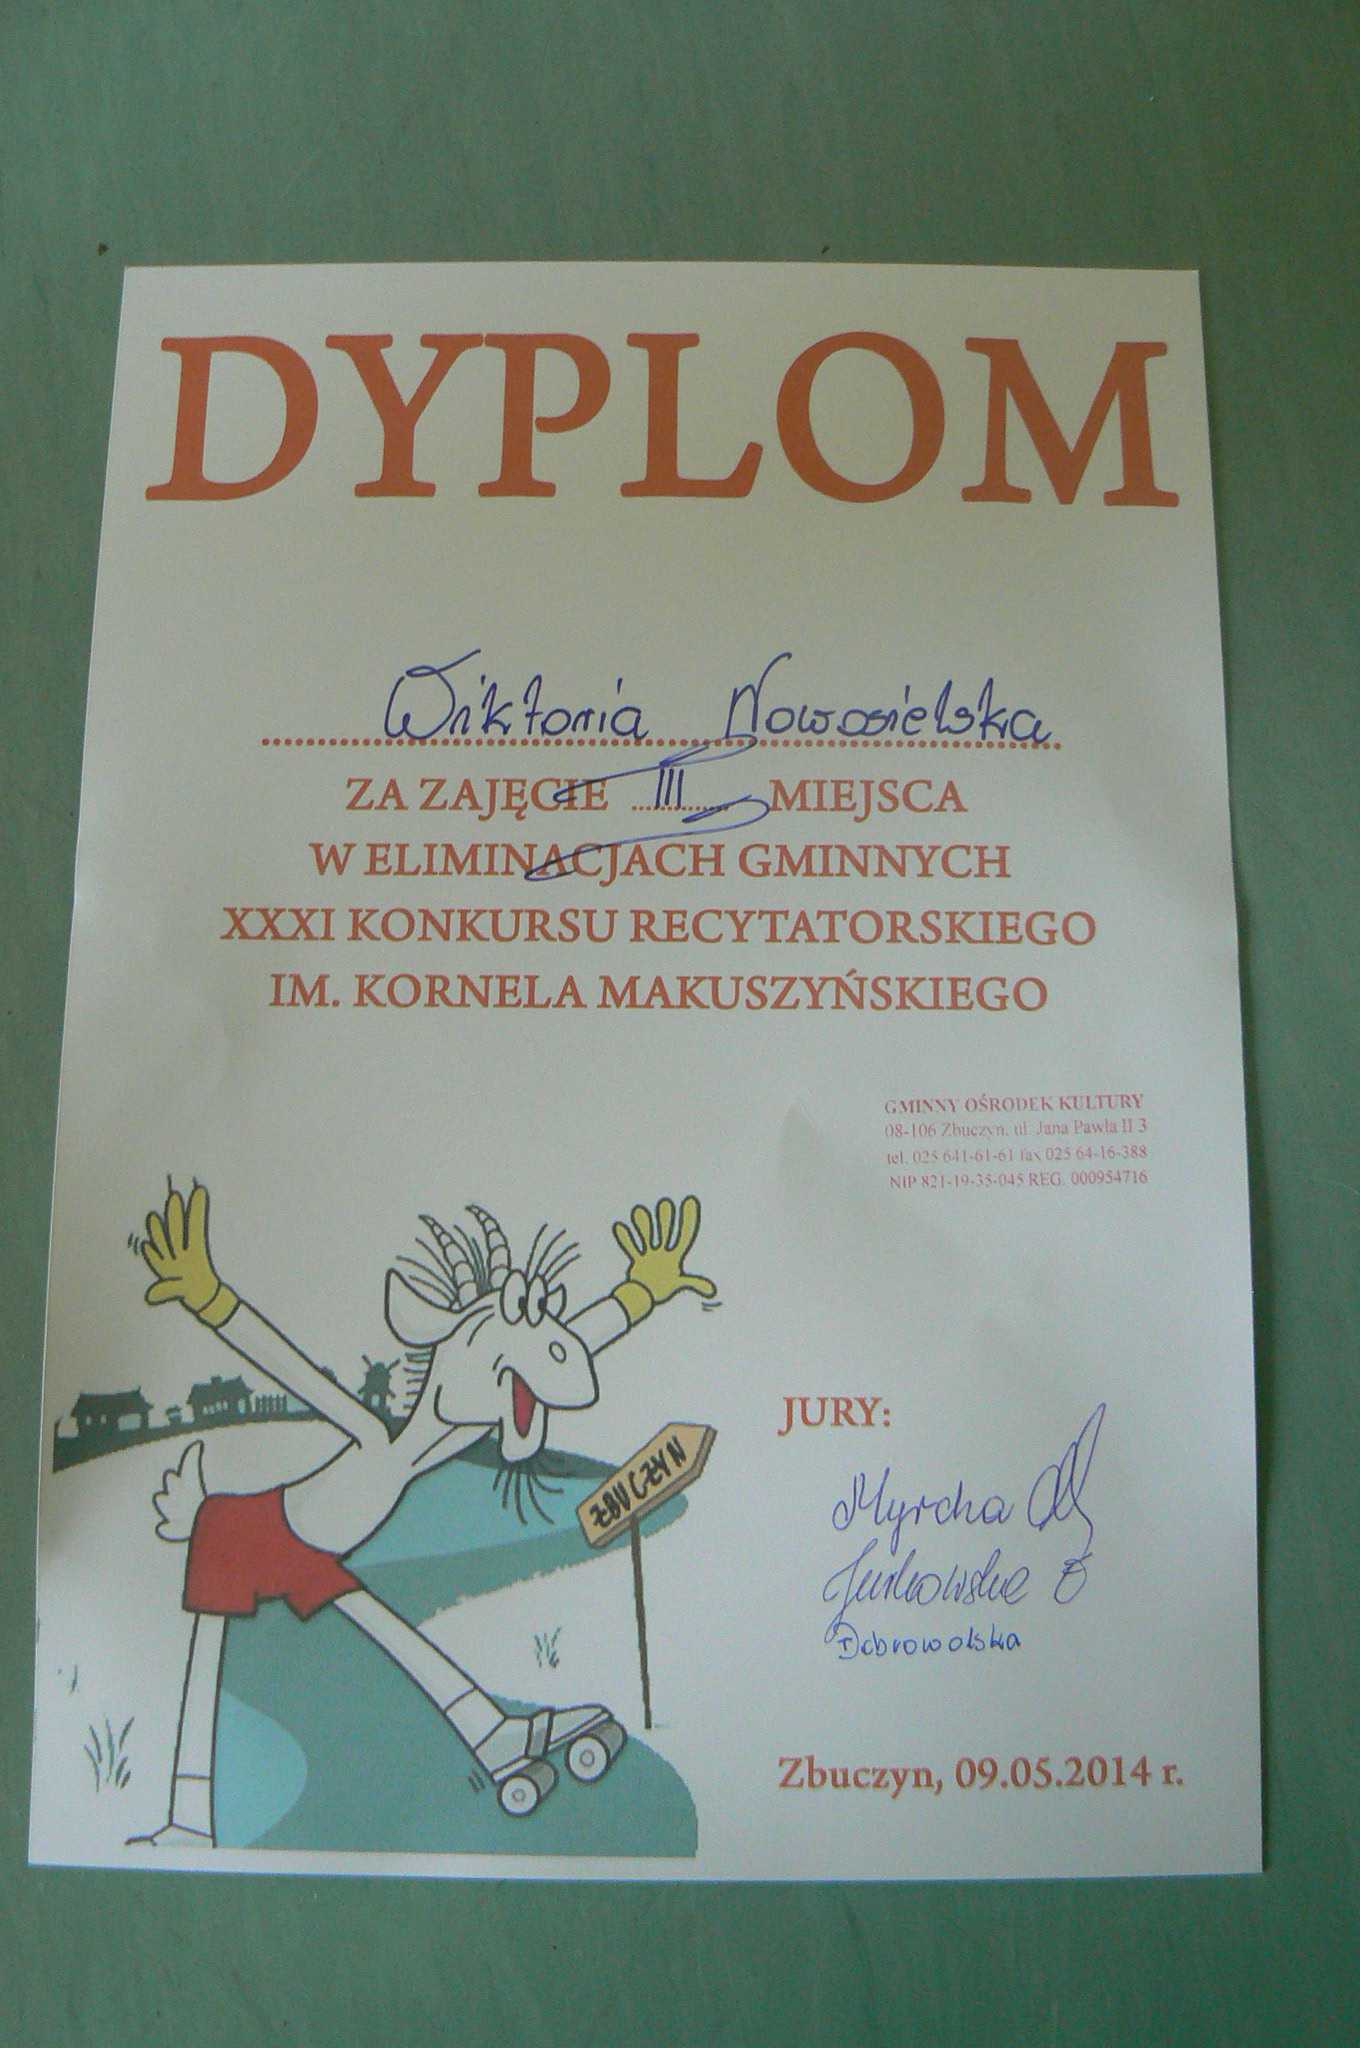 DYPLOM
Wiktoria Nowosielska
ZA ZAJĘCIE III MIEJSCA
W ELIMINACJACH GMINNYCH
XXXI KONKURSU RECYTATORSKIEGO
IM. KORNELA MAKUSZYŃSKIEGO
GMINNY OŚRODEK KULTURY
08-106 Zbuczyn, ul. Jana Pawła II 3
tel. 025 641-61-61 fax 025 64-16-388
NIP 821-19-35-045 REG. 000954716
ZBUCZYN
JURY:
Myrcha
Dobrowolska
Zbuczyn, 09.05.2014 r.